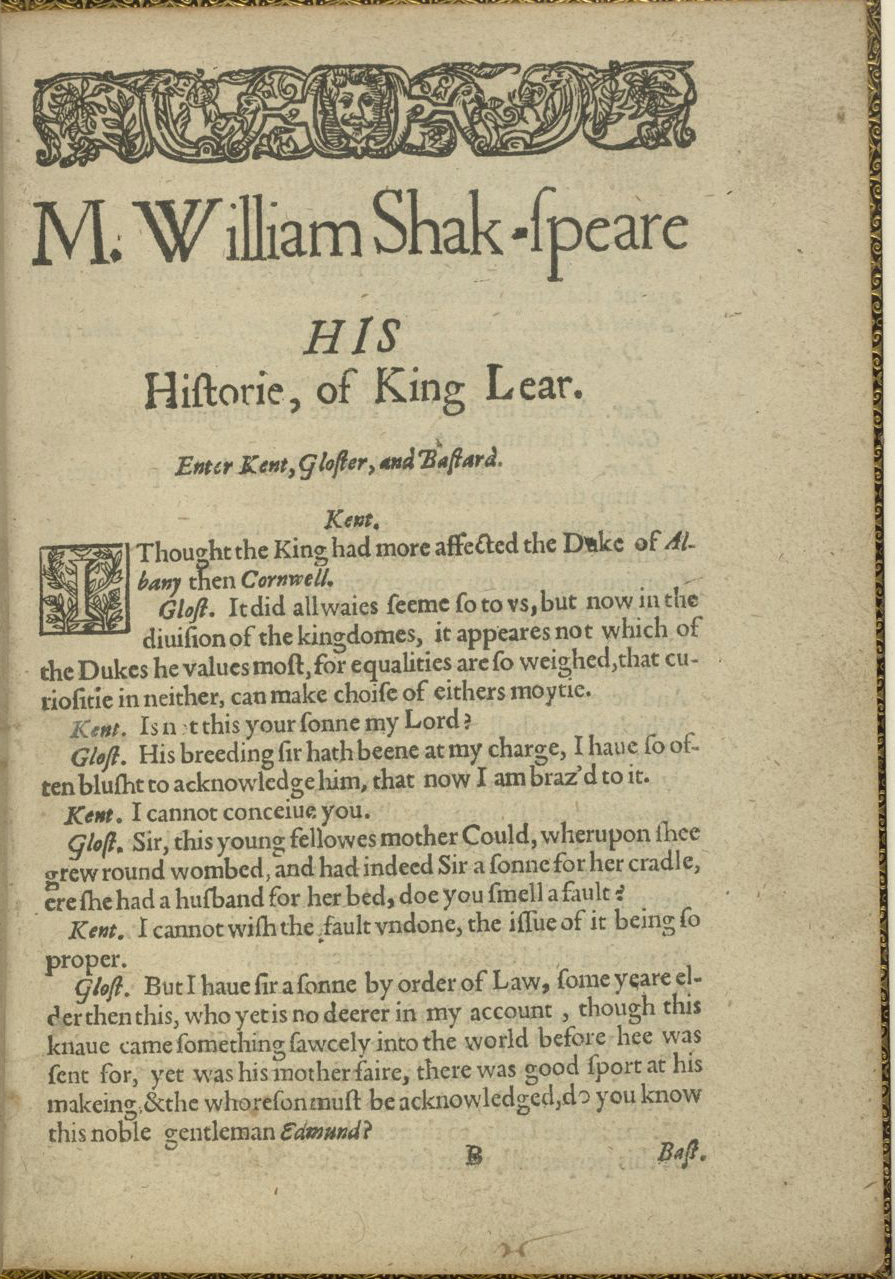 M. William Shak-ſpeare
HIS
Hiſtorie, of King Lear.
Enter Kent, Gloſter, and Baſtard.
Kent.
I Thought the King had more affected the Duke of Al-
bany then Cornwell.
Gloſt. It did allwaies ſeeme ſo to vs, but now in the
diuiſion of the kingdomes, it appeares not which of
the Dukes he values moſt, for equalities are ſo weighed, that cu-
rioſitie in neither, can make choiſe of eithers moytie.
Kent. Is n t this your ſonne my Lord?
Gloſt. His breeding ſir hath beene at my charge, I haue ſo of-
ten bluſht to acknowledge him, that now I am braz'd to it.
Kent. I cannot conceiue you.
Gloſt. Sir, this young fellowes mother Could, wherupon ſhee
grew round wombed, and had indeed Sir a ſonne for her cradle,
ere ſhe had a huſband for her bed, doe you ſmell a fault?
Kent. I cannot wiſh the fault vndone, the iſſue of it being ſo
proper.
Gloſt. But I haue ſir a ſonne by order of Law, ſome yeare el-
der then this, who yet is no deerer in my account , though this
knaue came ſomething ſawcely into the world before hee was
ſent for, yet was his mother faire, there was good ſport at his
makeing, & the whoreſon muſt be acknowledged, do you know
this noble gentleman Edmund?
B Baſt.